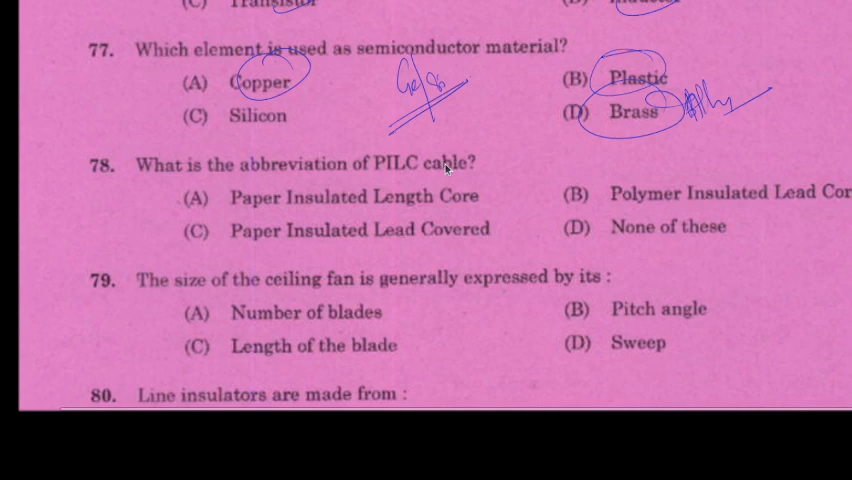 (C) Transistor
77. Which element is used as semiconductor material?
(A) Copper (B) Plastic
(C) Silicon (D) Brass
78. What is the abbreviation of PILC cable?
(A) Paper Insulated Length Core (B) Polymer Insulated Lead Cor
(C) Paper Insulated Lead Covered (D) None of these
79. The size of the ceiling fan is generally expressed by its :
(A) Number of blades (B) Pitch angle
(C) Length of the blade (D) Sweep
80. Line insulators are made from :